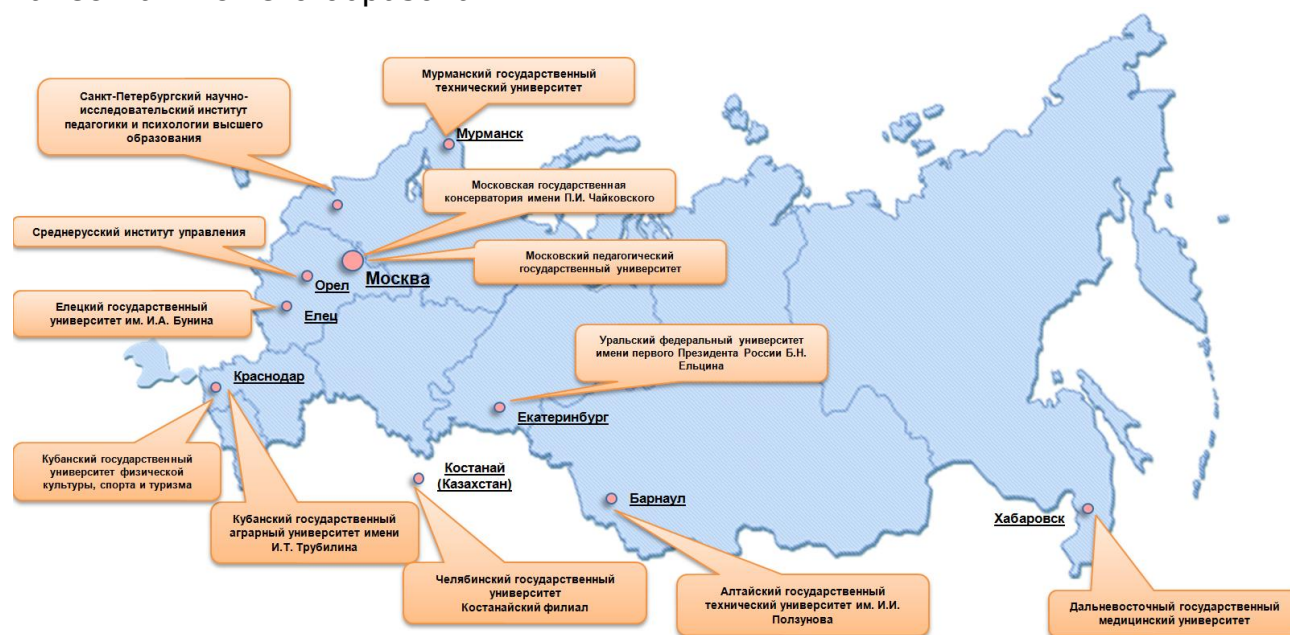 Мурманский государственный
технический университет
Санкт-Петербургский научно-
исследовательский институт
педагогики и психологии высшего
образования
Мурманск
Московская государственная
консерватория имени П.И. Чайковского
Среднерусский институт управления
Московский педагогический
государственный университет
Москва
Орел
Елецкий государственный
университет им. И.А. Бунина
Елец
Уральский федеральный университет
имени первого Президента России Б.Н.
Ельцина
Краснодар
Екатеринбург
Кубанский государственный
университет физической
культуры, спорта и туризма
Костанай
(Казахстан)
Барнаул
Хабаровск
Кубанский государственный
аграрный университет имени
И.Т. Трубилина
Челябинский государственный
университет
Костанайский филиал
Алтайский государственный
технический университет им. И.И.
Ползунова
Дальневосточный государственный
медицинский университет